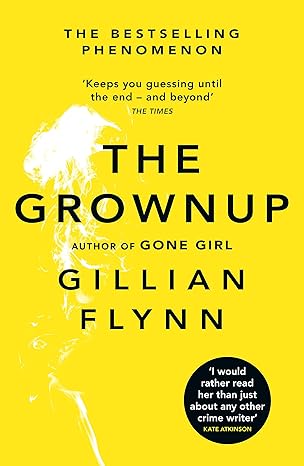 THE BESTSELLING
PHENOMENON
‘Keeps you guessing until
the end – and beyond’
THE TIMES
THE
GROWNUP
AUTHOR OF GONE GIRL
GILLIAN
FLYNN
‘I would
rather read
her than just
about any other
crime writer’
KATE ATKINSON